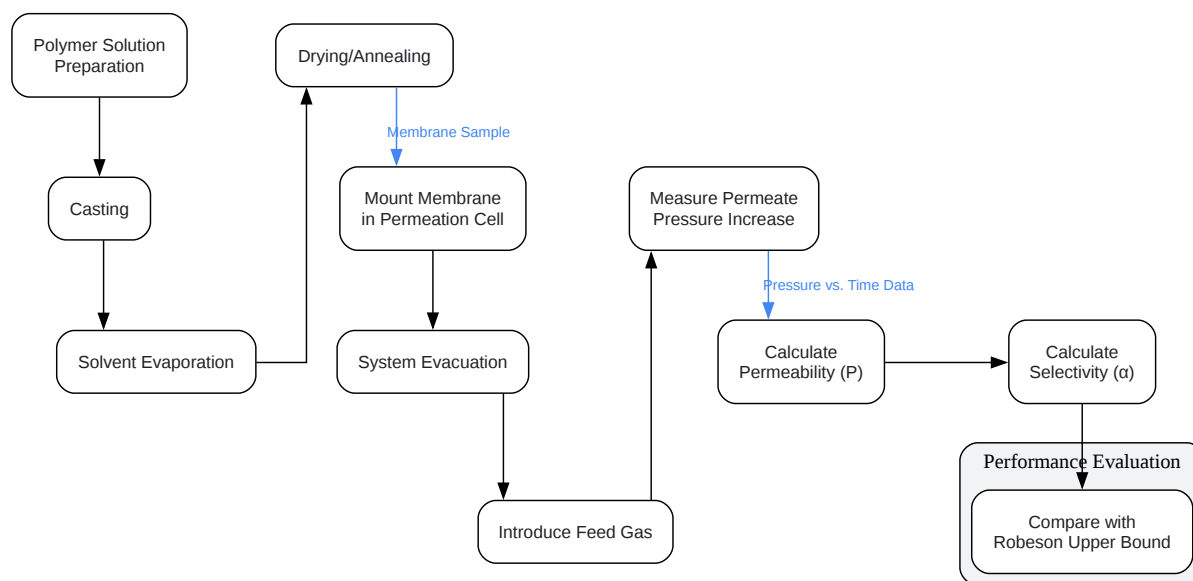 Polymer Solution
Preparation
Casting
Solvent Evaporation
Drying/Annealing
Membrane Sample
Mount Membrane
in Permeation Cell
System Evacuation
Introduce Feed Gas
Measure Permeate
Pressure Increase
Pressure vs. Time Data
Calculate
Permeability (P)
Calculate
Selectivity (α)
Performance Evaluation
Compare with
Robeson Upper Bound